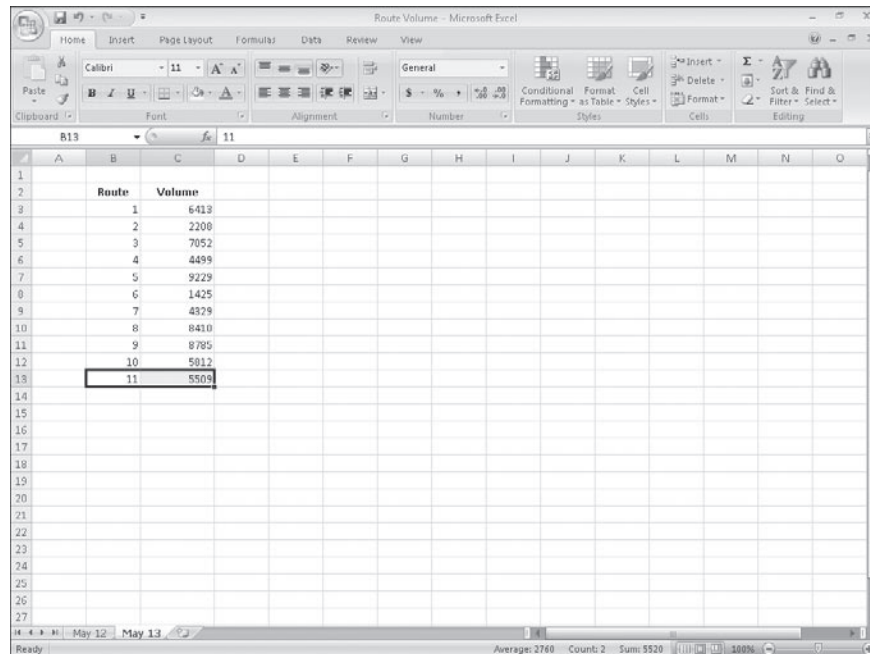 Route Volume - Microsoft Excel
Home Insert Page Layout Formulas Data Review View
Paste
Calibri 11
General
Conditional Formatting as Table Cell Styles
Format
Insert
Delete
Format
Sort & Filter Find & Select
Clipboard Font Alignment Number Styles Cells Editing
B13 fx 11
A B C D E F G H I J K L M N O
1
2 Route Volume
3 1 6413
4 2 2208
5 3 7052
6 4 4499
7 5 9229
8 6 1425
9 7 4329
10 8 8410
11 9 8785
12 10 5812
13 11 5509
14
15
16
17
18
19
20
21
22
23
24
25
26
27
May 12 May 13
Ready Average: 2760 Count: 2 Sum: 5520 100%